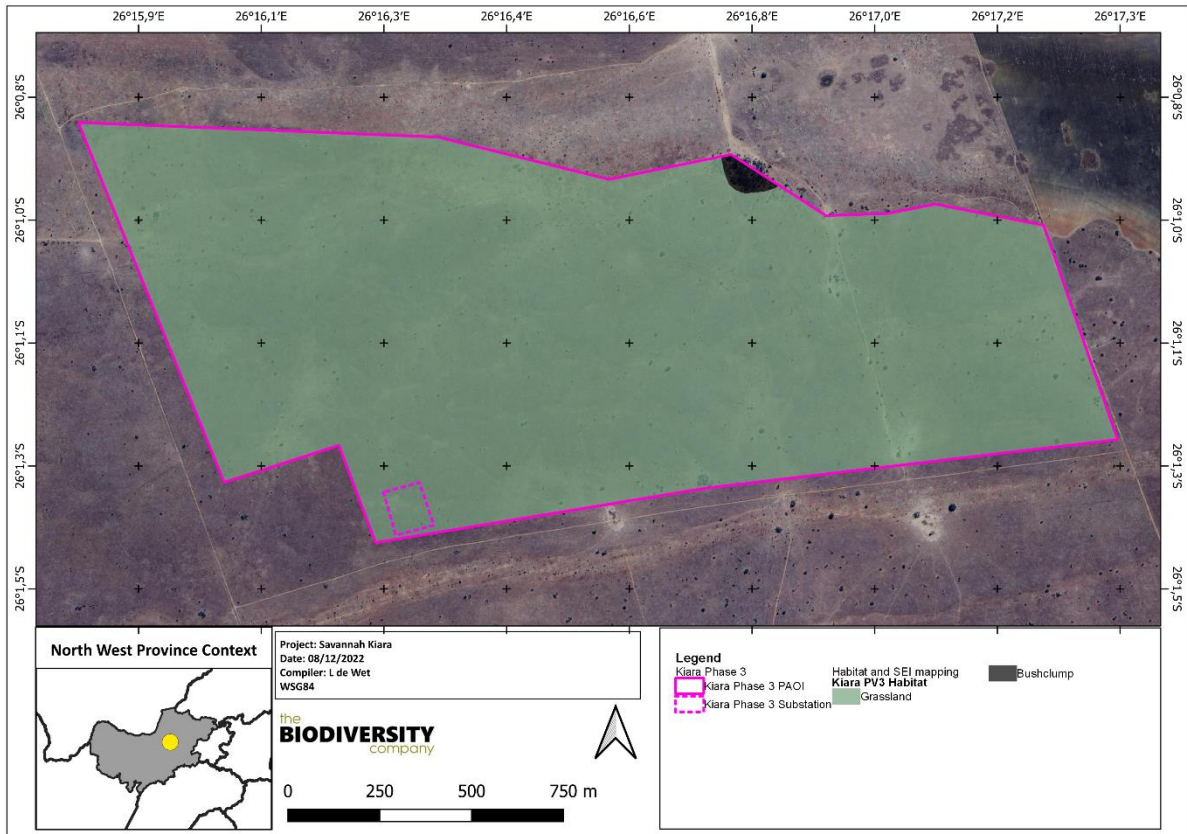 26°15,9'E 26°16,1'E 26°16,3'E 26°16,4'E 26°16,6'E 26°16,8'E 26°17,0'E 26°17,2'E 26°17,3'E
26°0,8'S 26°0,8'S
26°1,0'S 26°1,0'S
26°1,1'S 26°1,1'S
26°1,3'S 26°1,3'S
26°1,5'S 26°1,5'S
North West Province Context
Project: Savannah Kiara
Date: 08/12/2022
Compiler: L de Wet
WSG84
the
BIODIVERSITY
company
0 250 500 750 m
Legend
Kiara Phase 3
Kiara Phase 3 PAOI
Kiara Phase 3 Substation
Habitat and SEI mapping
Kiara PV3 Habitat
Grassland
Bushclump